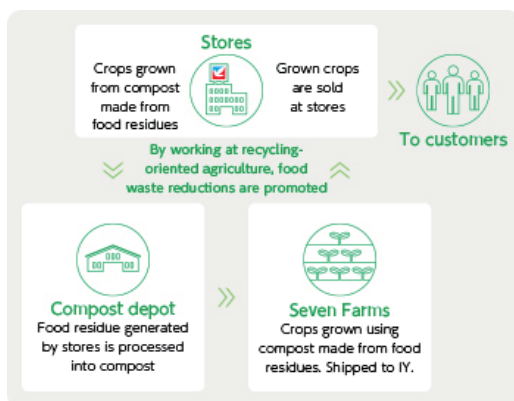 Stores
Crops grown
from compost
made from
food residues
Grown crops
are sold
at stores
To customers
By working at recycling-
oriented agriculture, food
waste reductions are promoted
Compost depot
Food residue generated
by stores is processed
into compost
Seven Farms
Crops grown using
compost made from food
residues. Shipped to IY.